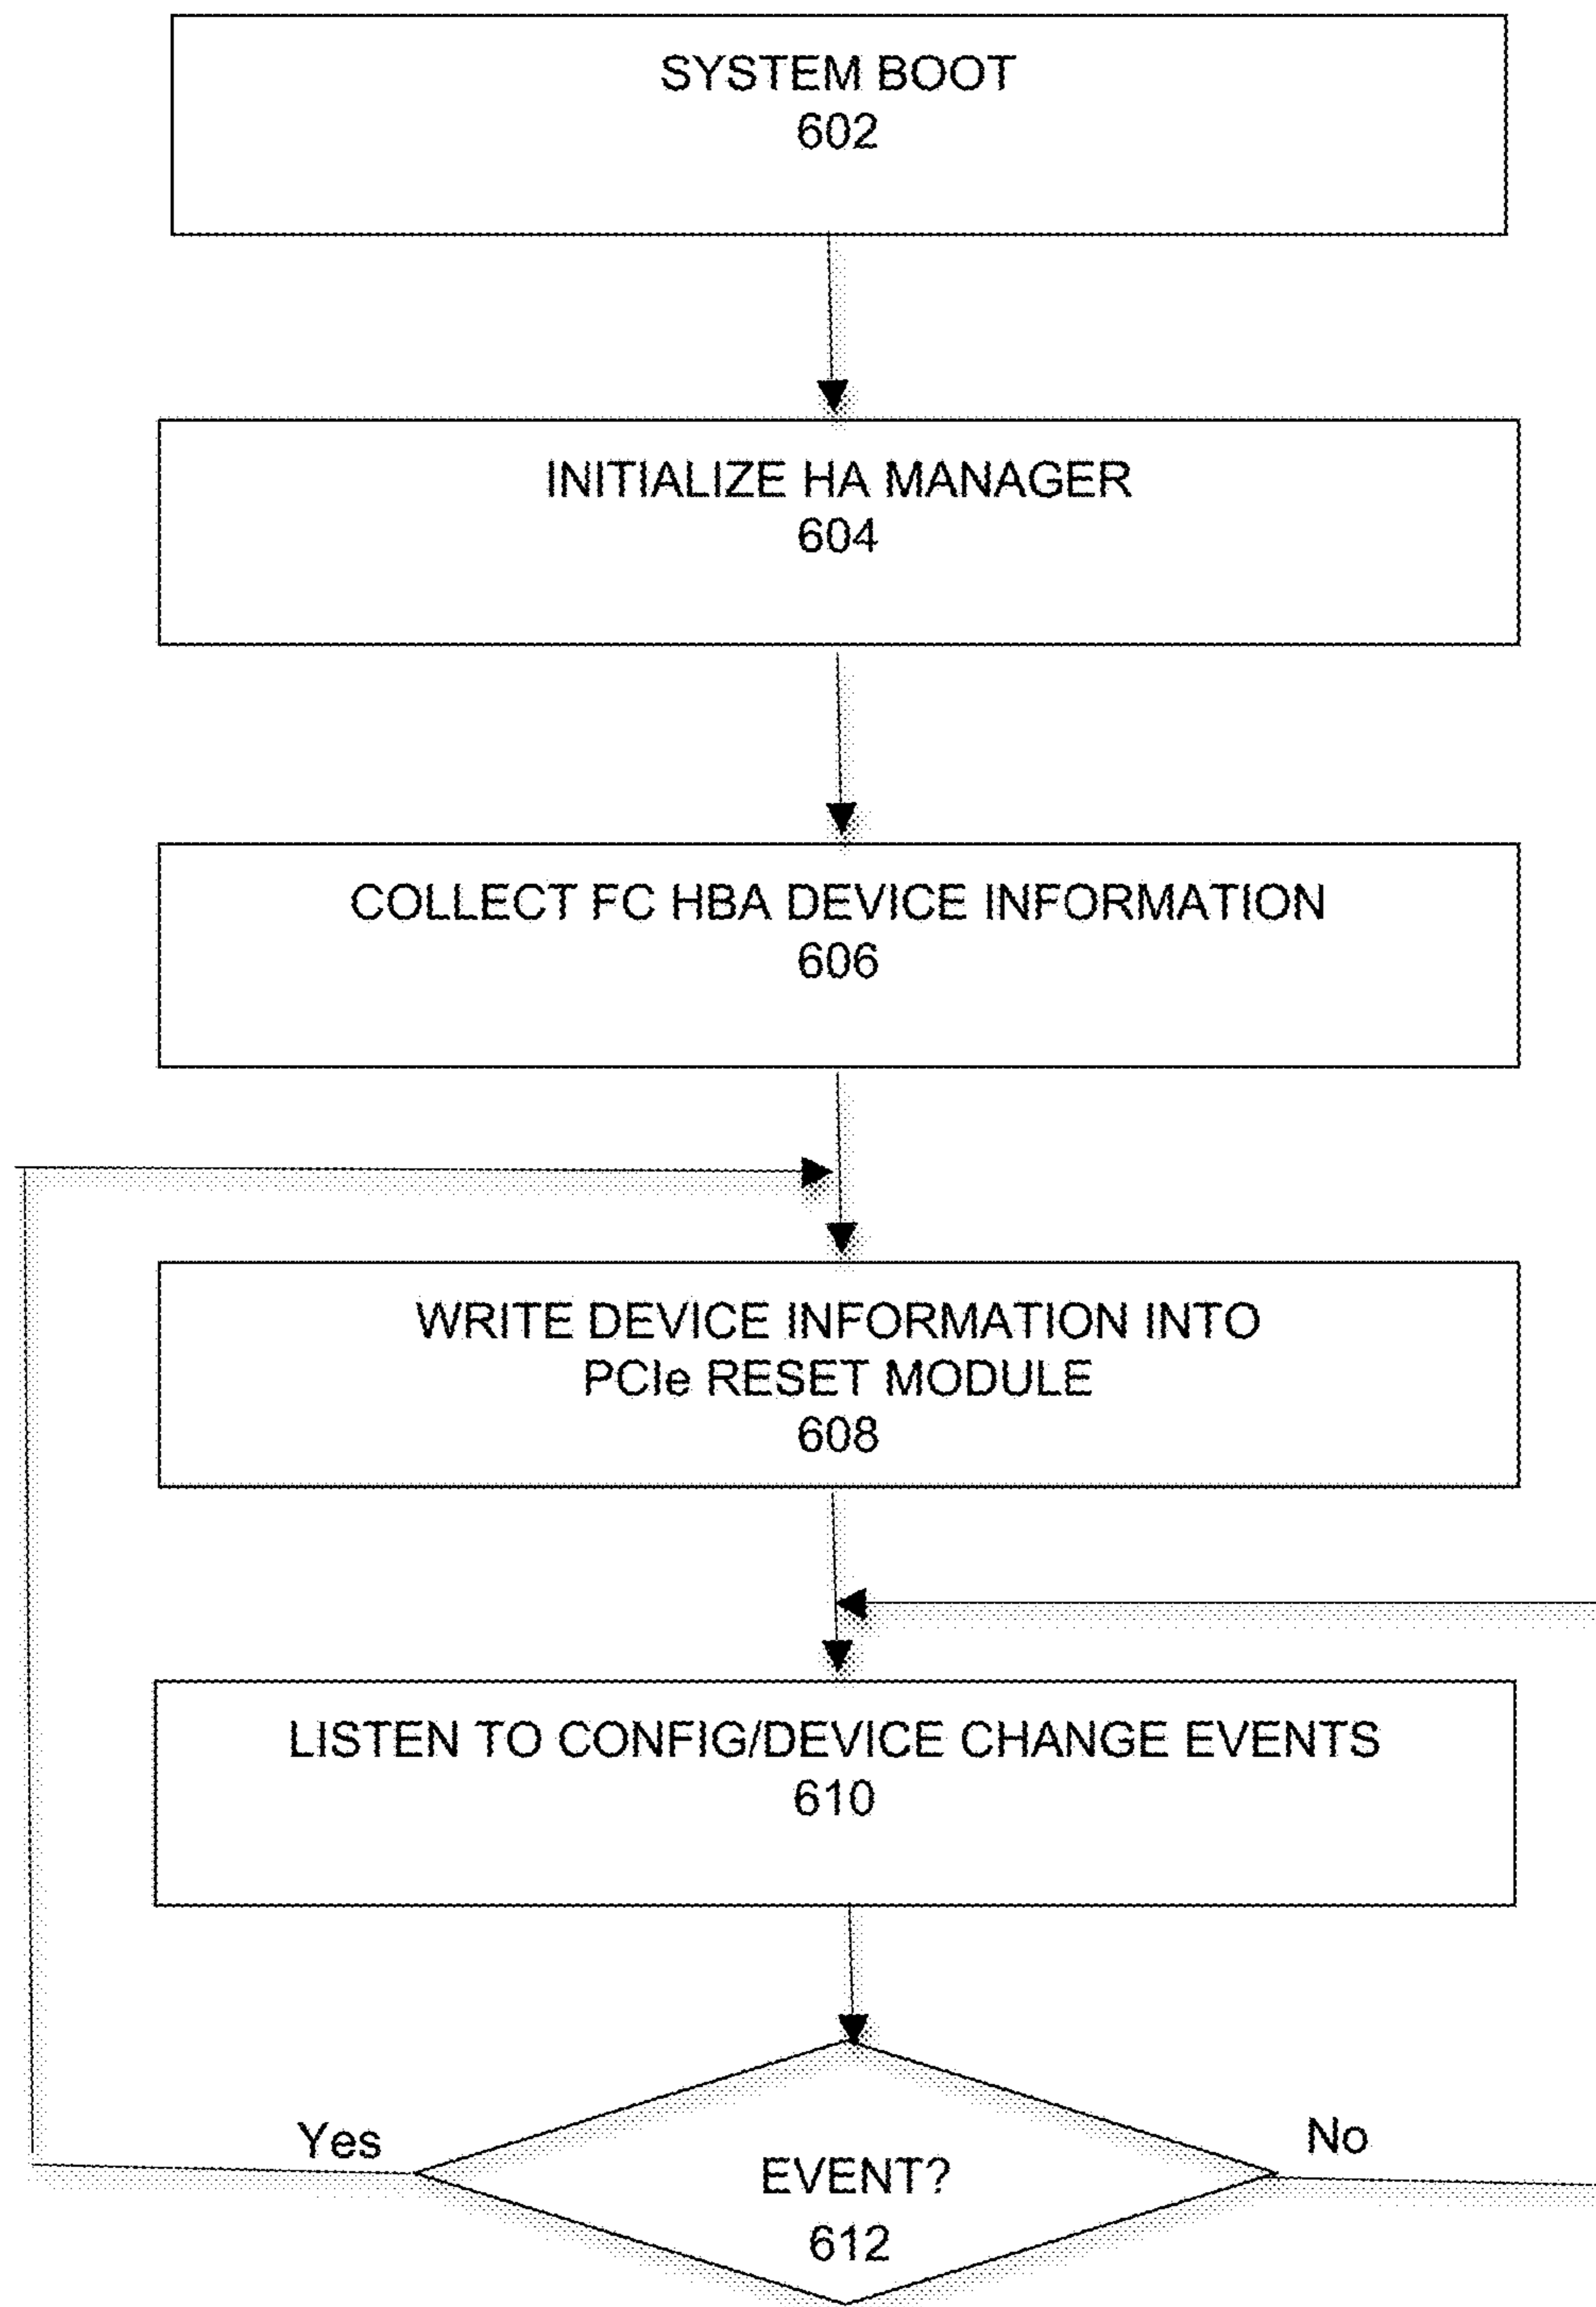 SYSTEM BOOT
602
INITIALIZE HA MANAGER
604
COLLECT FC HBA DEVICE INFORMATION
606
WRITE DEVICE INFORMATION INTO
PCIe RESET MODULE
608
LISTEN TO CONFIG/DEVICE CHANGE EVENTS
610
Yes
No
EVENT?
612